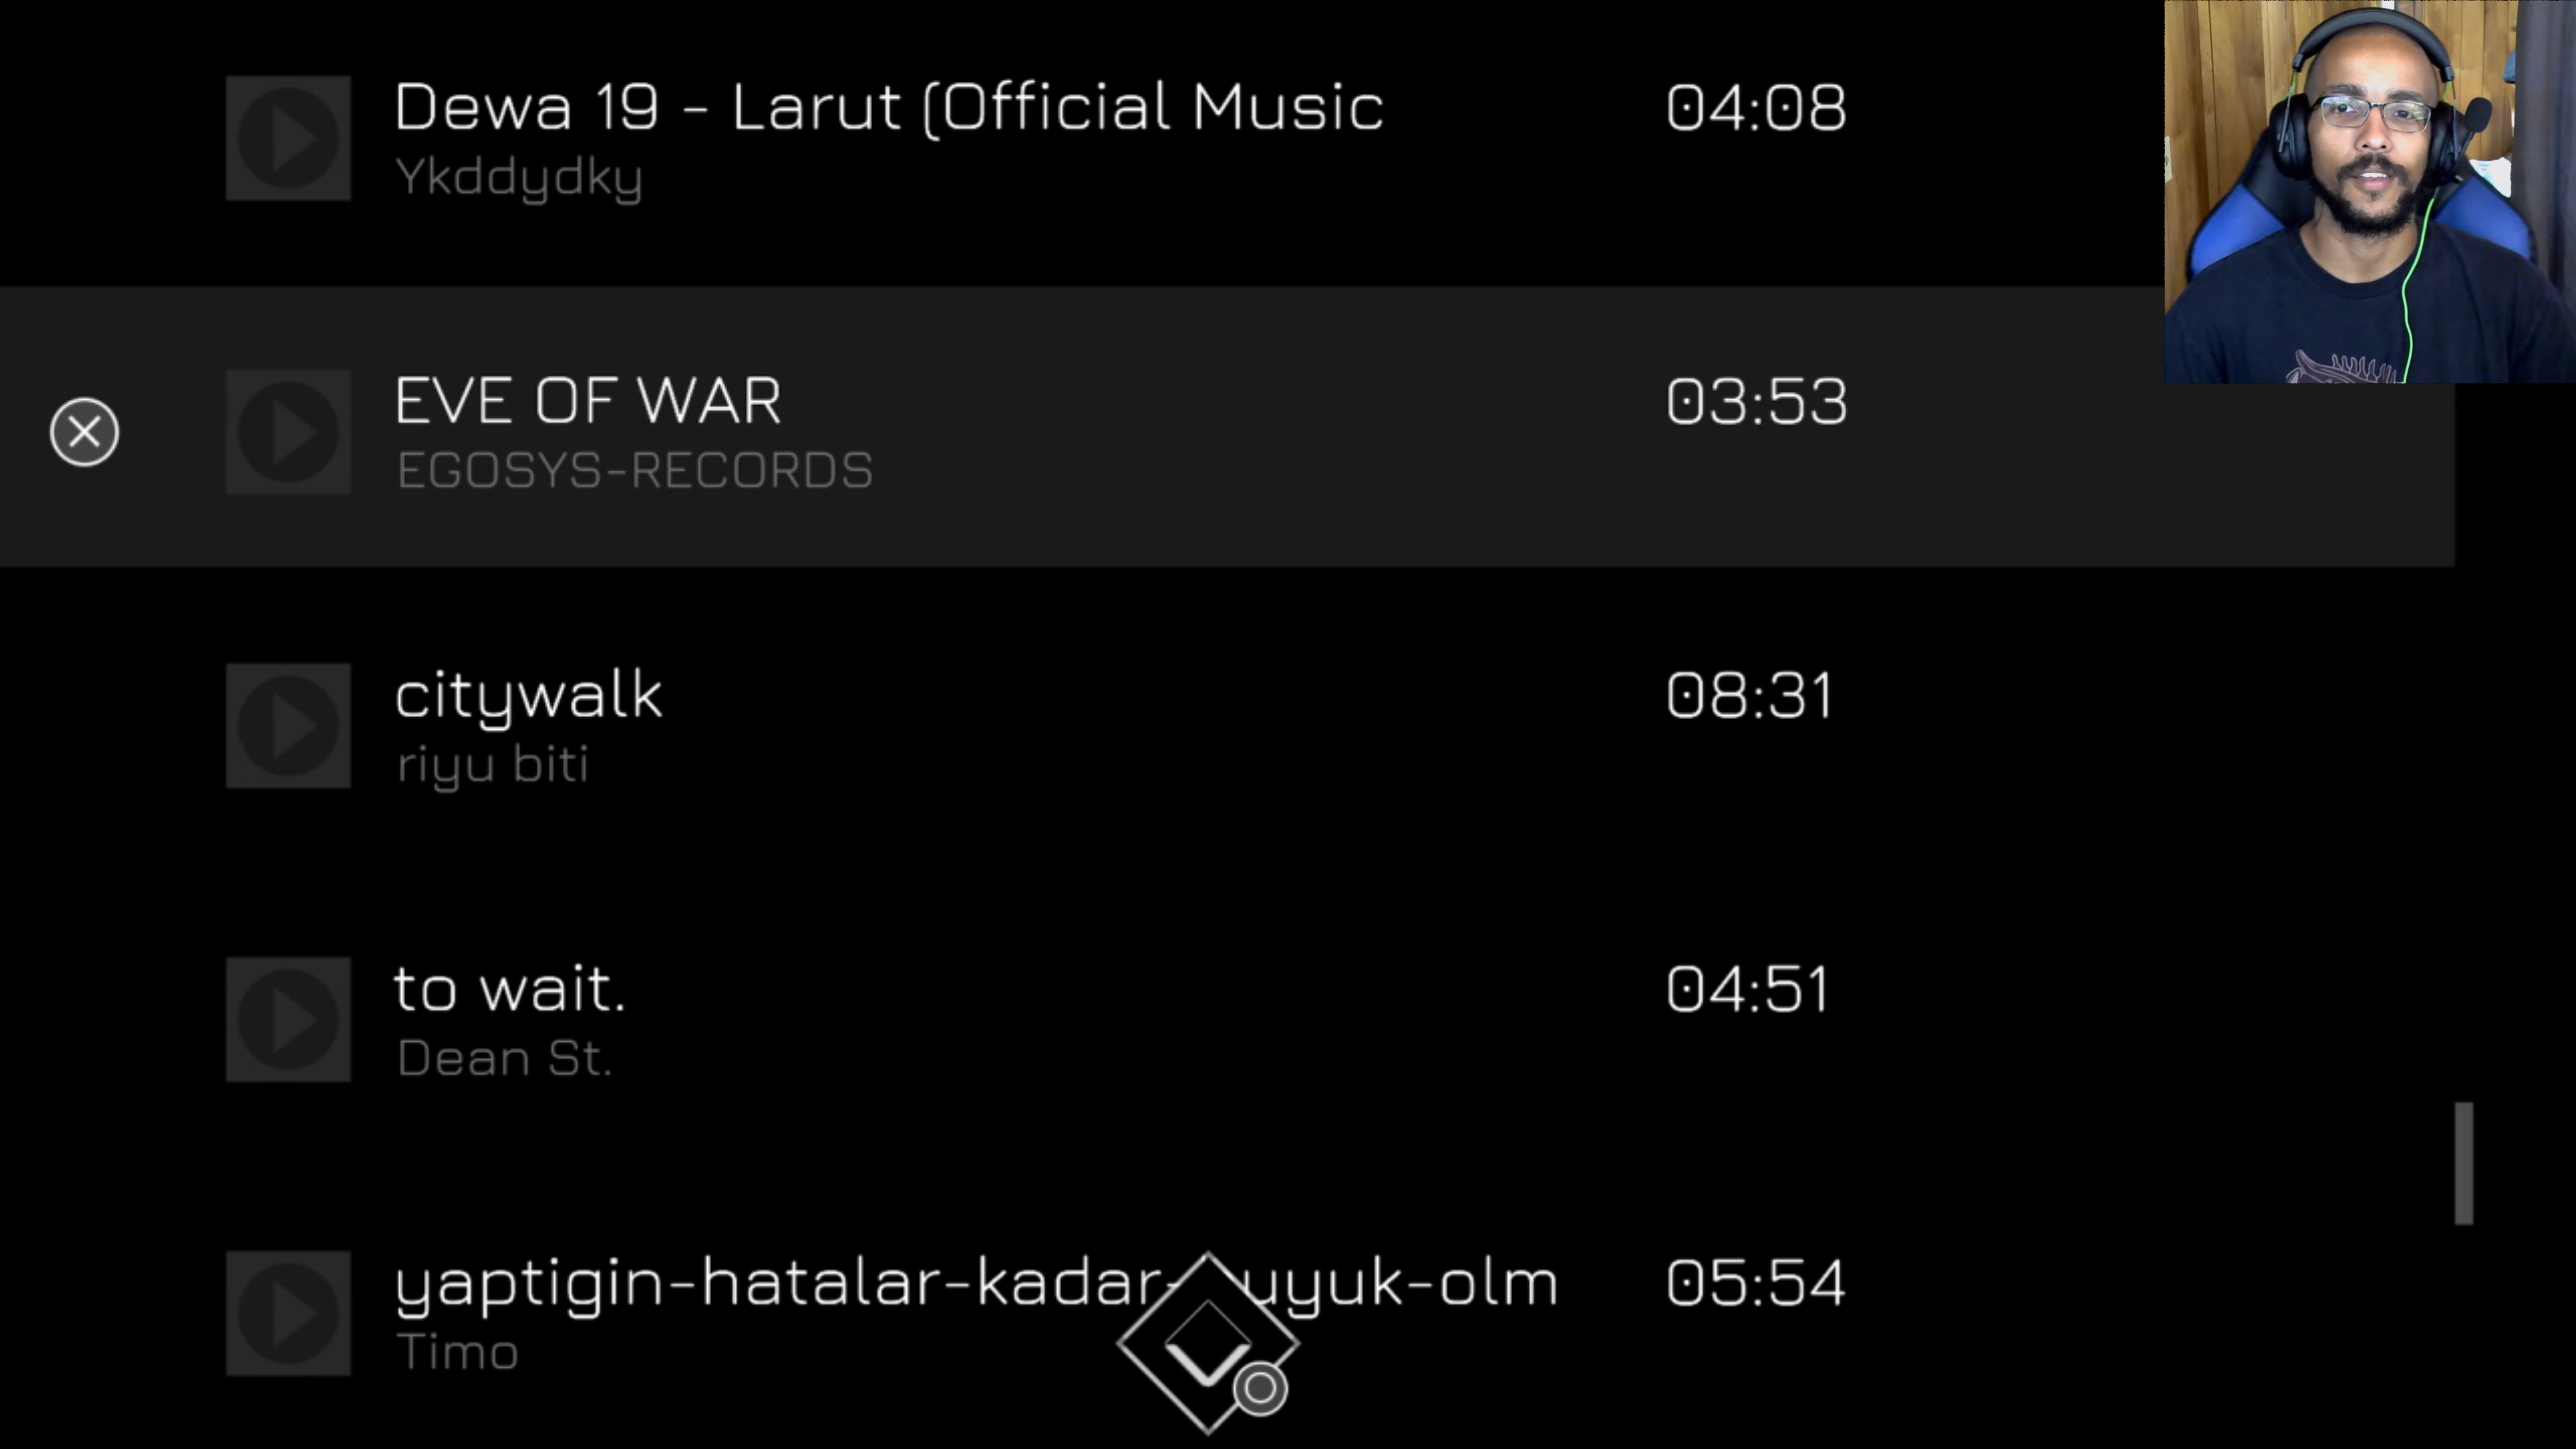 Dewa 19 - Larut (Official Music
04:08
Ykddydky
EVE OF WAR
03:53
EGOSYS-RECORDS
citywalk
08:31
riyu biti
to wait.
04:51
Dean St.
yaptigin-hatalar-kadar- uyuk-olm
05:54
Timo